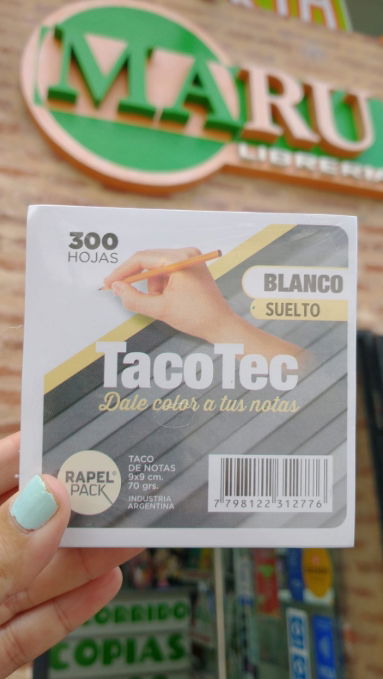 MARU
LIBRERIA
300
HOJAS
BLANCO
SUELTO
TacoTec
Dale color a tus notas
RAPEL®
PACK
TACO
DE NOTAS
9x9 cm.
70 grs.
INDUSTRIA
ARGENTINA
7 798122 312776
COPIAS